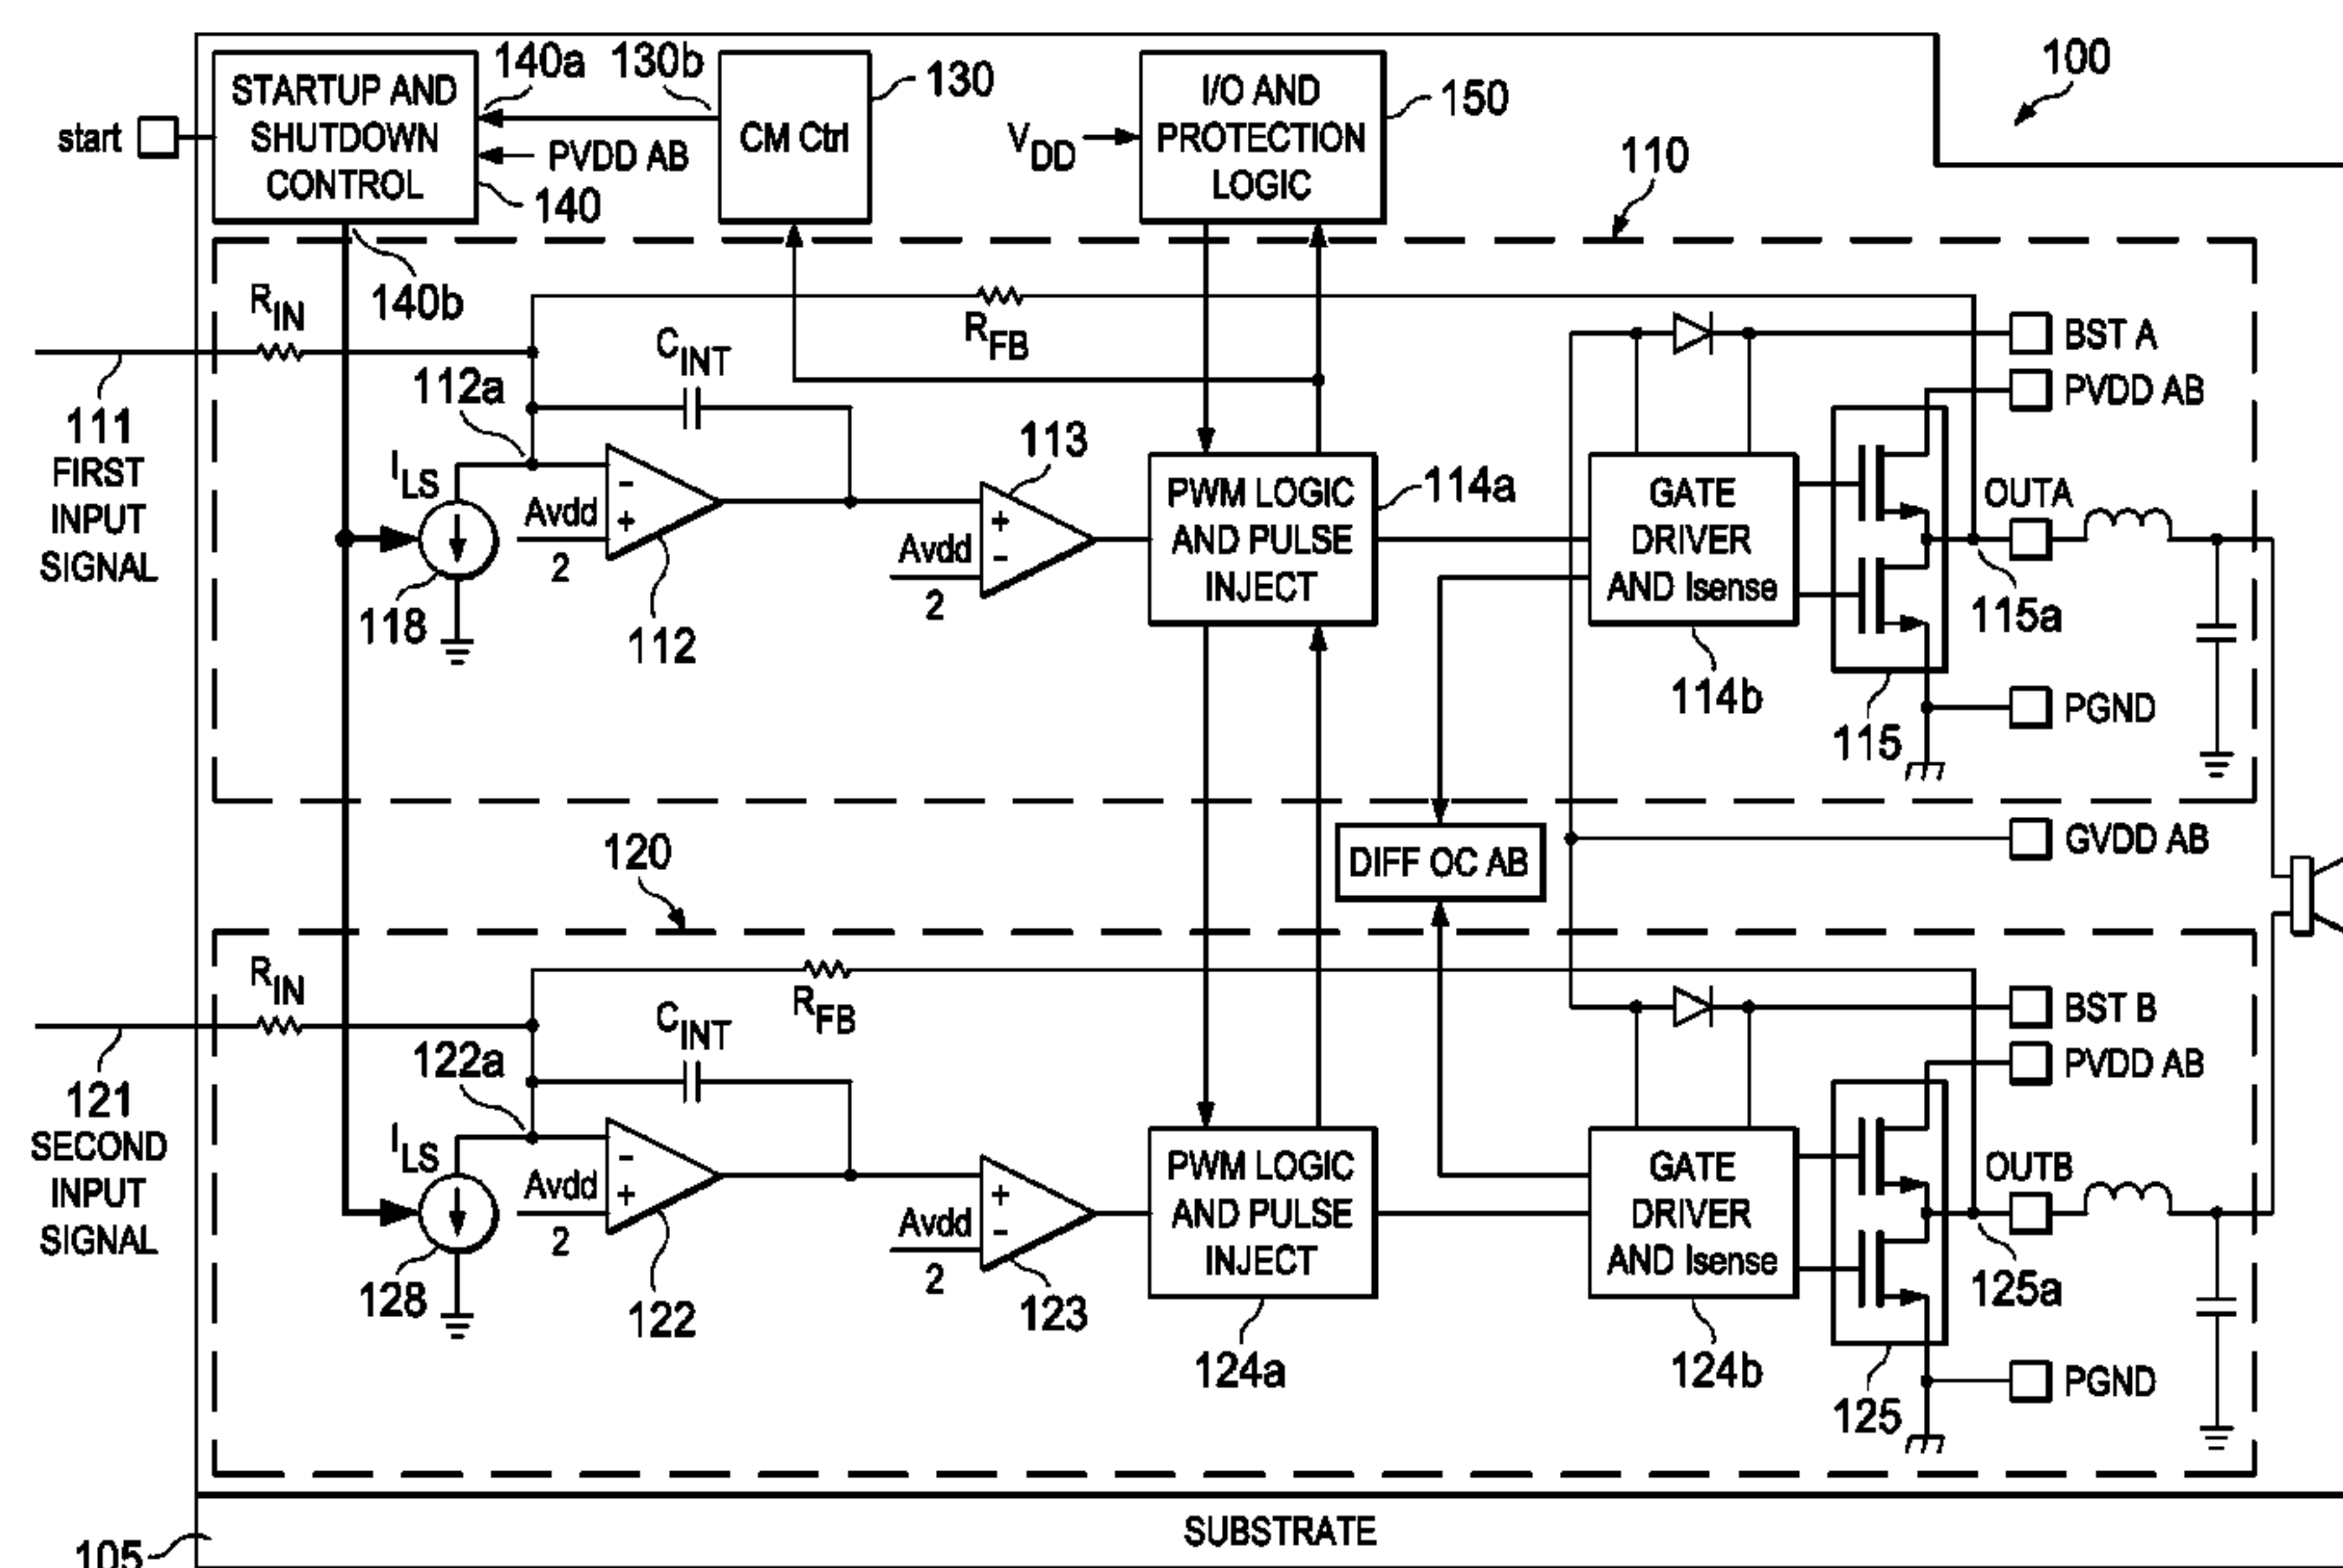 STARTUP AND
SHUTDOWN
CONTROL
start
140a
130b
130
CM Ctrl
PVDD AB
140
140b
I/O AND
PROTECTION
LOGIC
VDD
150
100
110
RIN
RFB
CINT
112a
111
FIRST
INPUT
SIGNAL
ILS
118
Avdd
2
-
+
112
113
Avdd
2
+
-
PWM LOGIC
AND PULSE
INJECT
114a
GATE
DRIVER
AND Isense
114b
BST A
PVDD AB
OUTA
115a
115
PGND
DIFF OC AB
GVDD AB
120
RIN
RFB
CINT
122a
121
SECOND
INPUT
SIGNAL
ILS
128
Avdd
2
-
+
122
Avdd
2
+
-
123
PWM LOGIC
AND PULSE
INJECT
124a
GATE
DRIVER
AND Isense
124b
BST B
PVDD AB
OUTB
125a
125
PGND
SUBSTRATE
105